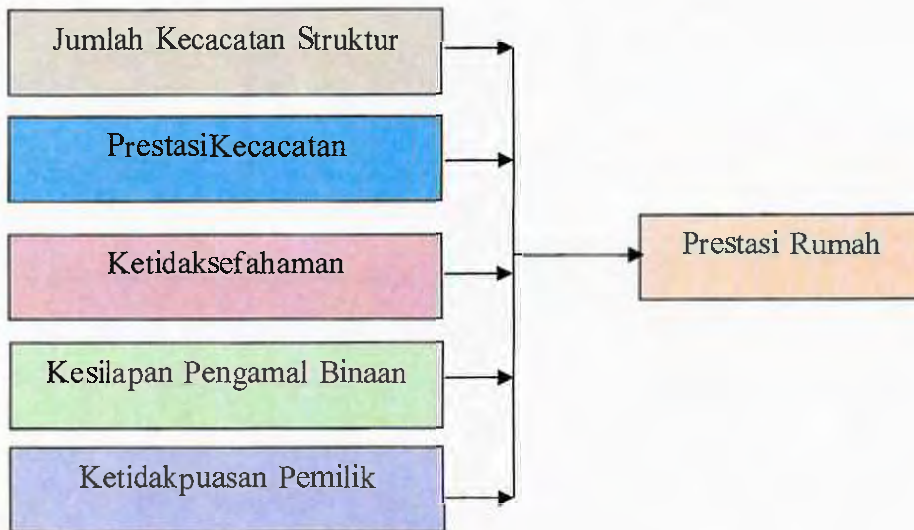 Jumlah Kecacatan Struktur
PrestasiKecacatan
Ketidaksefahaman
Prestasi Rumah
Kesilapan Pengamal Binaan
Ketidakpuasan Pemilik